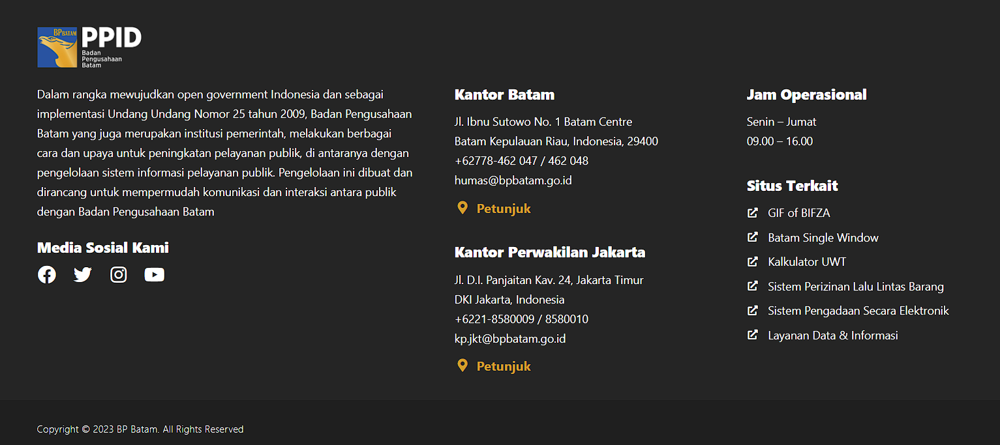 BP BATAM
PPID
Badan
Pengusahaan
Batam
Dalam rangka mewujudkan open government Indonesia dan sebagai
implementasi Undang Undang Nomor 25 tahun 2009, Badan Pengusahaan
Batam yang juga merupakan institusi pemerintah, melakukan berbagai
cara dan upaya untuk peningkatan pelayanan publik, di antaranya dengan
pengelolaan sistem informasi pelayanan publik. Pengelolaan ini dibuat dan
dirancang untuk mempermudah komunikasi dan interaksi antara publik
dengan Badan Pengusahaan Batam
Media Sosial Kami
Kantor Batam
Jl. Ibnu Sutowo No. 1 Batam Centre
Batam Kepulauan Riau, Indonesia, 29400
+62778-462 047 / 462 048
humas@bpbatam.go.id
Petunjuk
Kantor Perwakilan Jakarta
Jl. D.I. Panjaitan Kav. 24, Jakarta Timur
DKI Jakarta, Indonesia
+6221-8580009 / 8580010
kp.jkt@bpbatam.go.id
Petunjuk
Jam Operasional
Senin – Jumat
09.00 – 16.00
Situs Terkait
GIF of BIFZA
Batam Single Window
Kalkulator UWT
Sistem Perizinan Lalu Lintas Barang
Sistem Pengadaan Secara Elektronik
Layanan Data & Informasi
Copyright © 2023 BP Batam. All Rights Reserved